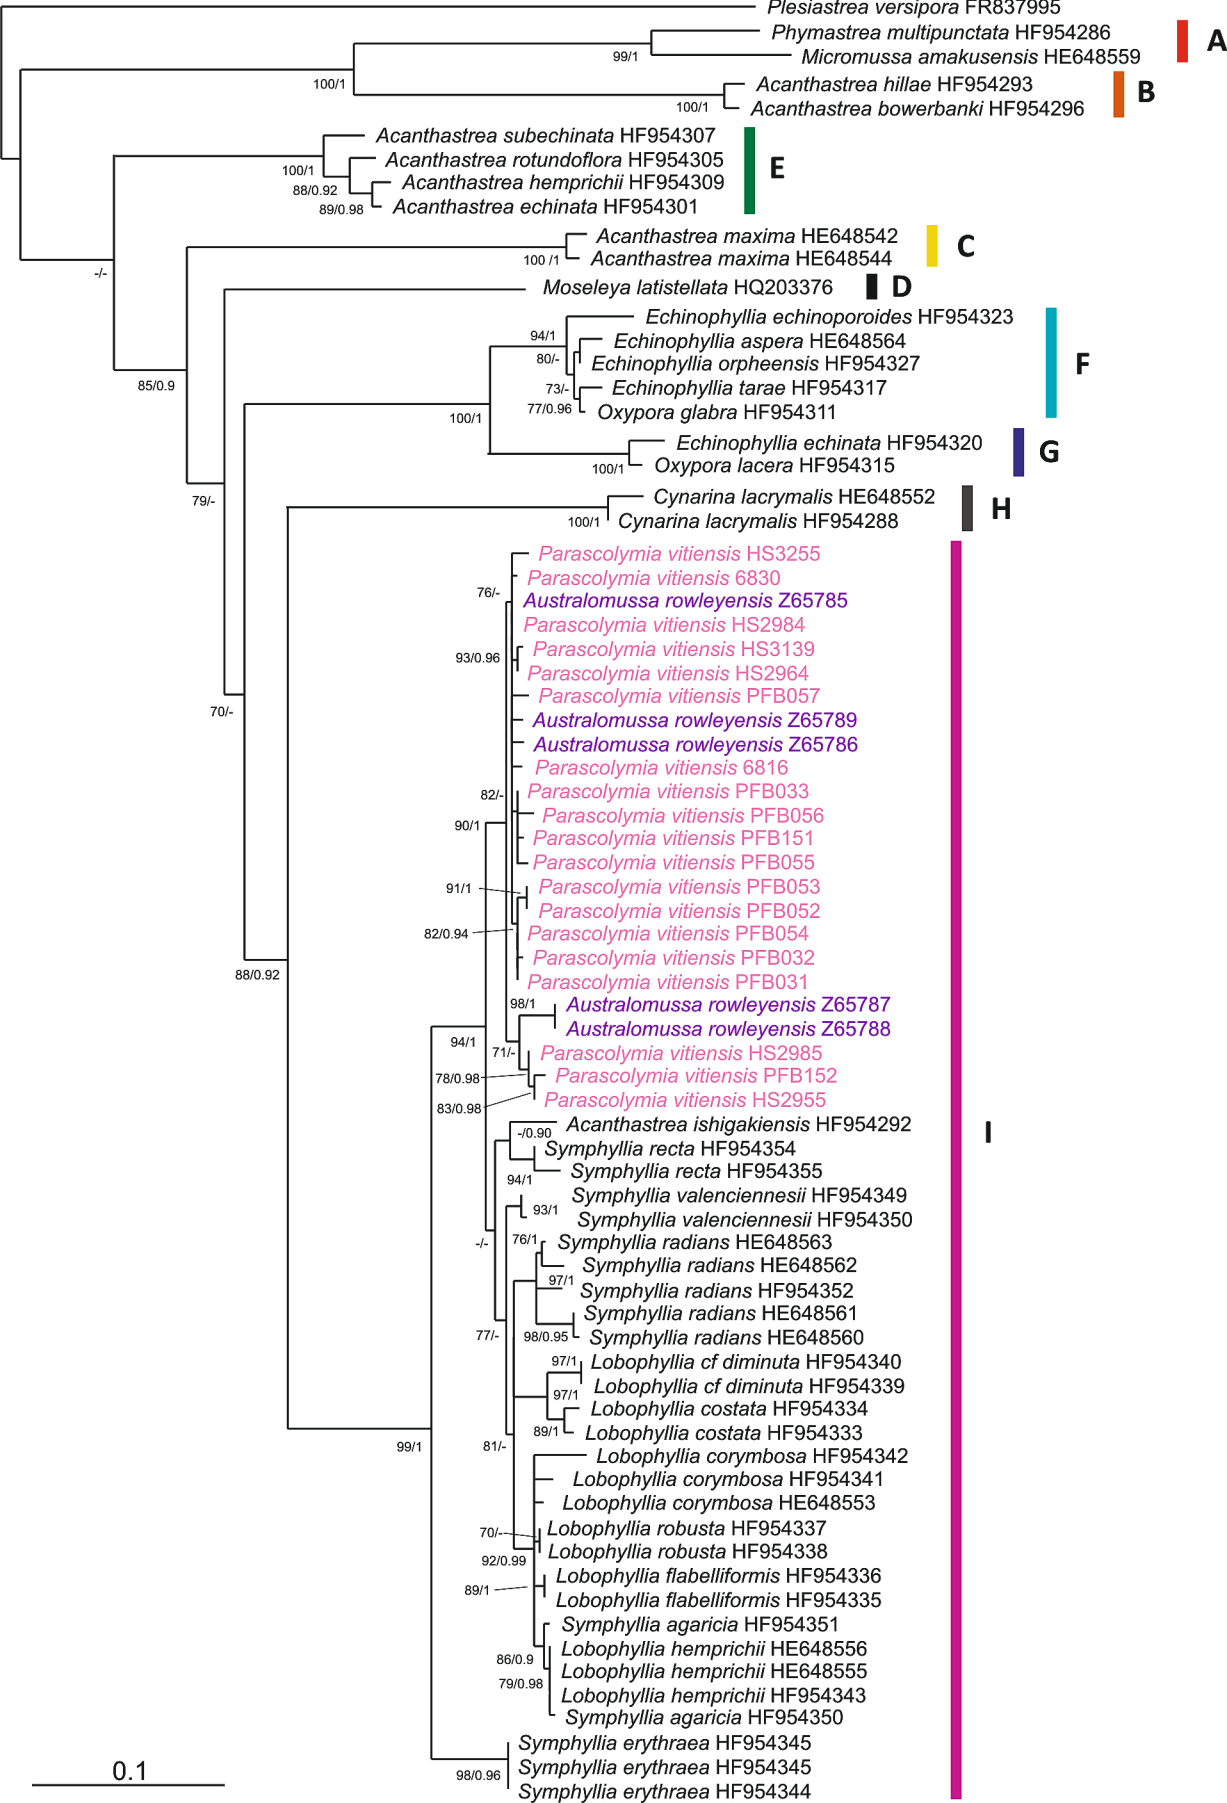 Plesiastrea versipora FR837995
Phymastrea multipunctata HF954286
A
99/1
Micromussa amakusensis HE648559
100/1
Acanthastrea hillae HF954293
B
100/1
Acanthastrea bowerbanki HF954296
Acanthastrea subechinata HF954307
Acanthastrea rotundoflora HF954305
100/1
E
Acanthastrea hemprichii HF954309
88/0.92
Acanthastrea echinata HF954301
89/0.98
Acanthastrea maxima HE648542
C
Acanthastrea maxima HE648544
100 /1
-/-
Moseleya latistellata HQ203376
D
Echinophyllia echinoporoides HF954323
94/1
Echinophyllia aspera HE648564
80/-
Echinophyllia orpheensis HF954327
F
85/0.9
73/-
Echinophyllia tarae HF954317
77/0.96
Oxypora glabra HF954311
100/1
Echinophyllia echinata HF954320
G
100/1
Oxypora lacera HF954315
79/-
Cynarina lacrymalis HE648552
H
100/1
Cynarina lacrymalis HF954288
Parascolymia vitiensis HS3255
Parascolymia vitiensis 6830
76/-
Australomussa rowleyensis Z65785
Parascolymia vitiensis HS2984
Parascolymia vitiensis HS3139
93/0.96
Parascolymia vitiensis HS2964
Parascolymia vitiensis PFB057
70/-
Australomussa rowleyensis Z65789
Australomussa rowleyensis Z65786
Parascolymia vitiensis 6816
Parascolymia vitiensis PFB033
82/-
Parascolymia vitiensis PFB056
90/1
Parascolymia vitiensis PFB151
Parascolymia vitiensis PFB055
91/1
Parascolymia vitiensis PFB053
Parascolymia vitiensis PFB052
82/0.94
Parascolymia vitiensis PFB054
Parascolymia vitiensis PFB032
88/0.92
Parascolymia vitiensis PFB031
98/1
Australomussa rowleyensis Z65787
Australomussa rowleyensis Z65788
94/1
71/-
Parascolymia vitiensis HS2985
78/0.98
Parascolymia vitiensis PFB152
83/0.98
Parascolymia vitiensis HS2955
Acanthastrea ishigakiensis HF954292
I
-/0.90
Symphyllia recta HF954354
Symphyllia recta HF954355
94/1
Symphyllia valenciennesii HF954349
93/1
Symphyllia valenciennesii HF954350
-/-
76/1
Symphyllia radians HE648563
Symphyllia radians HE648562
97/1
Symphyllia radians HF954352
Symphyllia radians HE648561
77/-
98/0.95
Symphyllia radians HE648560
97/1
Lobophyllia cf diminuta HF954340
Lobophyllia cf diminuta HF954339
97/1
Lobophyllia costata HF954334
89/1
Lobophyllia costata HF954333
99/1
81/-
Lobophyllia corymbosa HF954342
Lobophyllia corymbosa HF954341
Lobophyllia corymbosa HE648553
70/-
Lobophyllia robusta HF954337
Lobophyllia robusta HF954338
92/0.99
Lobophyllia flabelliformis HF954336
89/1
Lobophyllia flabelliformis HF954335
Symphyllia agaricia HF954351
Lobophyllia hemprichii HE648556
86/0.9
Lobophyllia hemprichii HE648555
79/0.98
Lobophyllia hemprichii HF954343
Symphyllia agaricia HF954350
Symphyllia erythraea HF954345
Symphyllia erythraea HF954345
98/0.96
Symphyllia erythraea HF954344
0.1